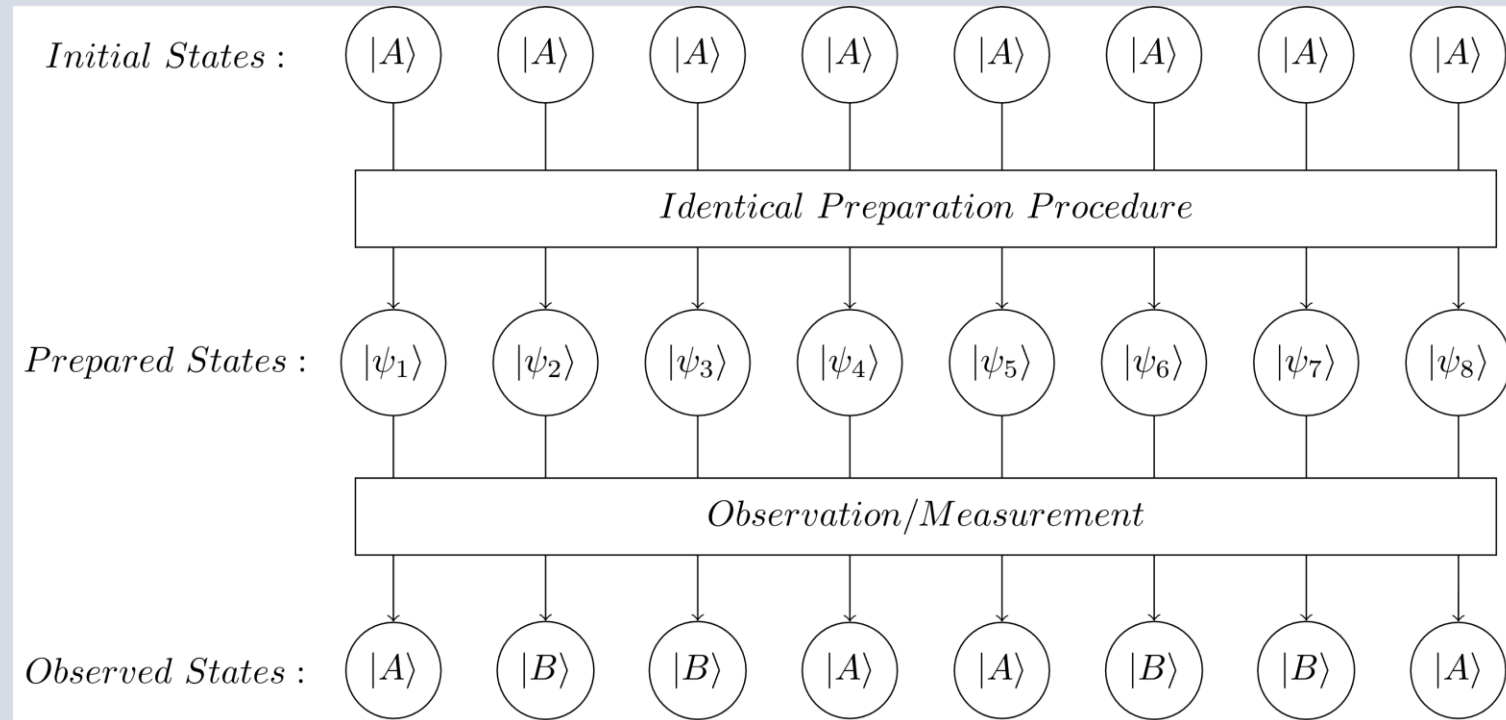 Initial States : |A⟩ |A⟩ |A⟩ |A⟩ |A⟩ |A⟩ |A⟩ |A⟩
Identical Preparation Procedure
Prepared States : |ψ₁⟩ |ψ₂⟩ |ψ₃⟩ |ψ₄⟩ |ψ₅⟩ |ψ₆⟩ |ψ₇⟩ |ψ₈⟩
Observation/Measurement
Observed States : |A⟩ |B⟩ |B⟩ |A⟩ |A⟩ |B⟩ |B⟩ |A⟩